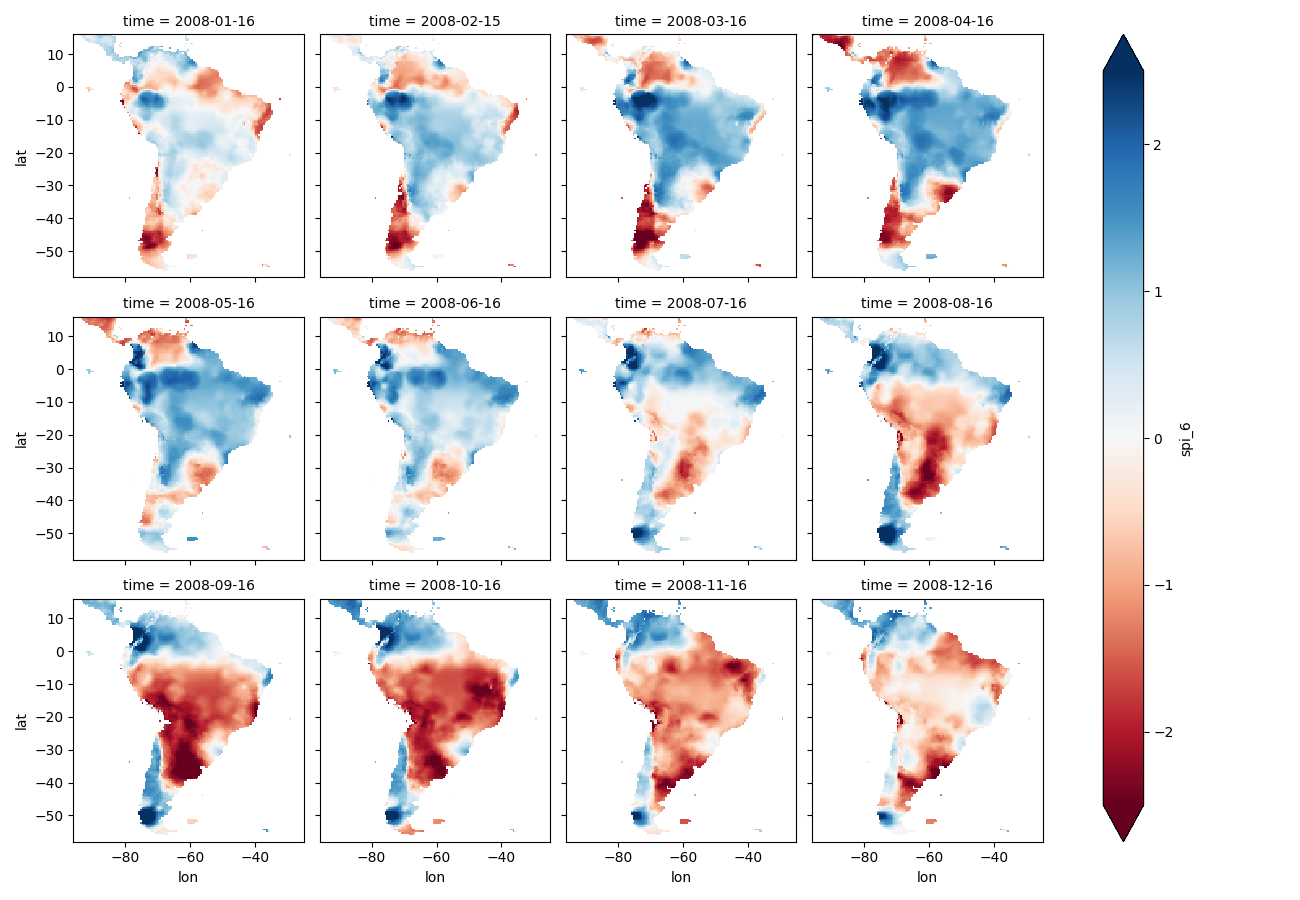 time = 2008-01-16
time = 2008-02-15
time = 2008-03-16
time = 2008-04-16
10
0
−10
−20
−30
−40
−50
lat
time = 2008-05-16
time = 2008-06-16
time = 2008-07-16
time = 2008-08-16
10
0
−10
−20
−30
−40
−50
lat
time = 2008-09-16
time = 2008-10-16
time = 2008-11-16
time = 2008-12-16
10
0
−10
−20
−30
−40
−50
lat
−80 −60 −40
lon
−80 −60 −40
lon
−80 −60 −40
lon
−80 −60 −40
lon
2
1
0
−1
−2
spi_6